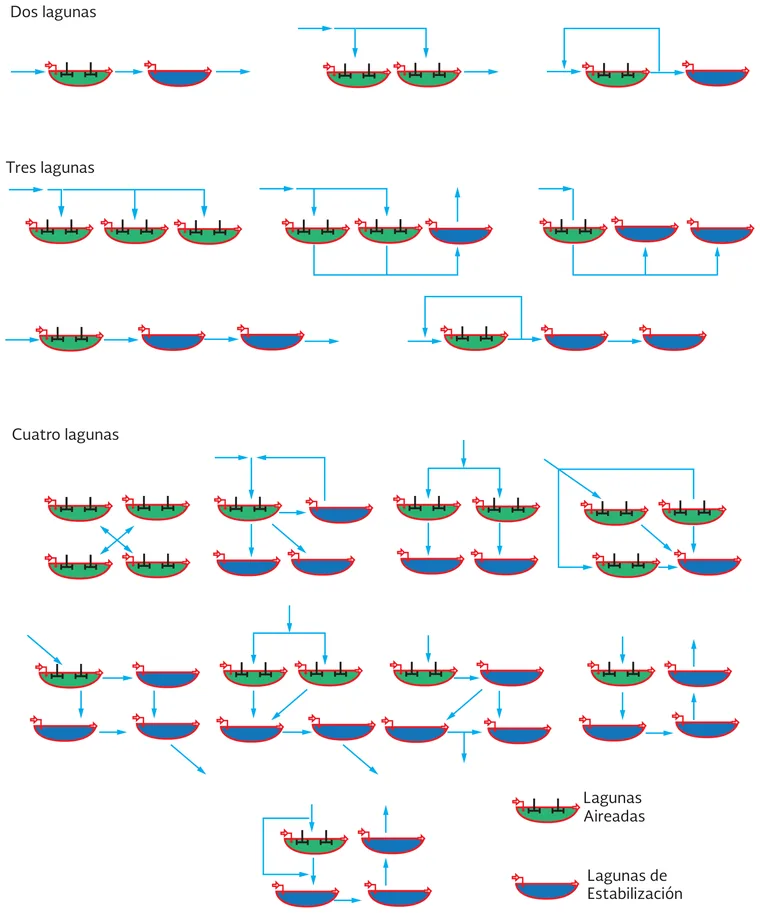 Dos lagunas
Tres lagunas
Cuatro lagunas
Lagunas
Aireadas
Lagunas de
Estabilización